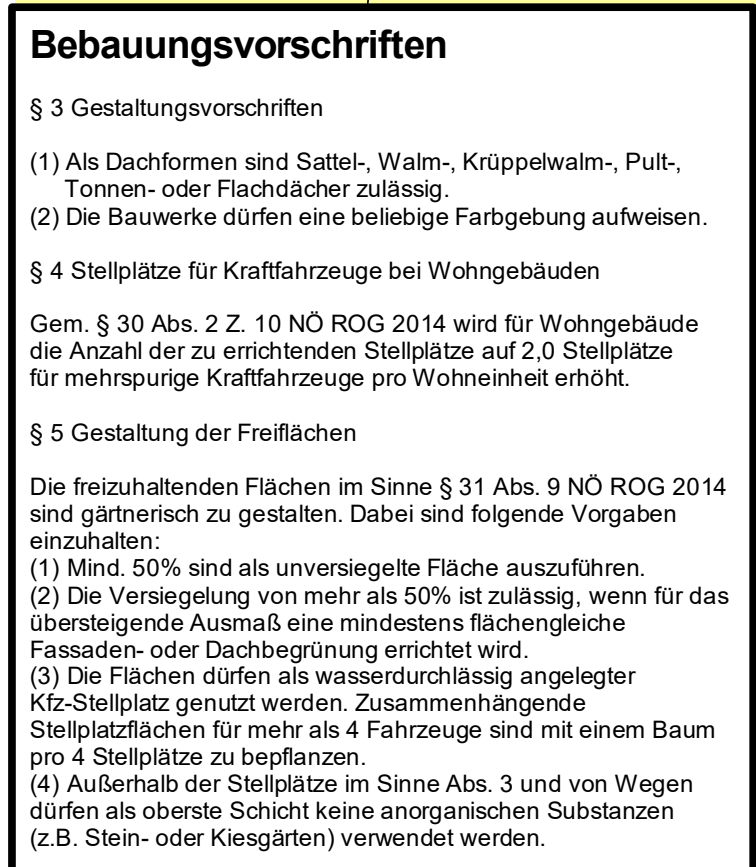 Bebauungsvorschriften
§ 3 Gestaltungsvorschriften
(1) Als Dachformen sind Sattel-, Walm-, Krüppelwalm-, Pult-,
Tonnen- oder Flachdächer zulässig.
(2) Die Bauwerke dürfen eine beliebige Farbgebung aufweisen.
§ 4 Stellplätze für Kraftfahrzeuge bei Wohngebäuden
Gem. § 30 Abs. 2 Z. 10 NÖ ROG 2014 wird für Wohngebäude
die Anzahl der zu errichtenden Stellplätze auf 2,0 Stellplätze
für mehrspurige Kraftfahrzeuge pro Wohneinheit erhöht.
§ 5 Gestaltung der Freiflächen
Die freizuhaltenden Flächen im Sinne § 31 Abs. 9 NÖ ROG 2014
sind gärtnerisch zu gestalten. Dabei sind folgende Vorgaben
einzuhalten:
(1) Mind. 50% sind als unversiegelte Fläche auszuführen.
(2) Die Versiegelung von mehr als 50% ist zulässig, wenn für das
übersteigende Ausmaß eine mindestens flächengleiche
Fassaden- oder Dachbegrünung errichtet wird.
(3) Die Flächen dürfen als wasserdurchlässig angelegter
Kfz-Stellplatz genutzt werden. Zusammenhängende
Stellplatzflächen für mehr als 4 Fahrzeuge sind mit einem Baum
pro 4 Stellplätze zu bepflanzen.
(4) Außerhalb der Stellplätze im Sinne Abs. 3 und von Wegen
dürfen als oberste Schicht keine anorganischen Substanzen
(z.B. Stein- oder Kiesgärten) verwendet werden.